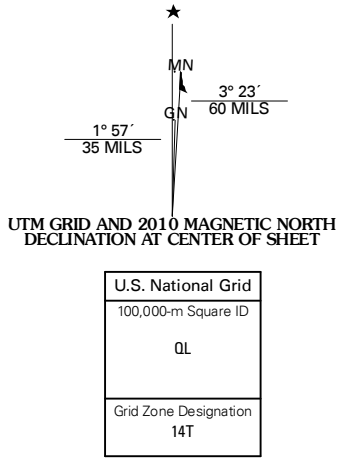 ★
MN
3° 23´
60 MILS
GN
1° 57´
35 MILS
UTM GRID AND 2010 MAGNETIC NORTH
DECLINATION AT CENTER OF SHEET
U.S. National Grid
100,000-m Square ID
QL
Grid Zone Designation
14T